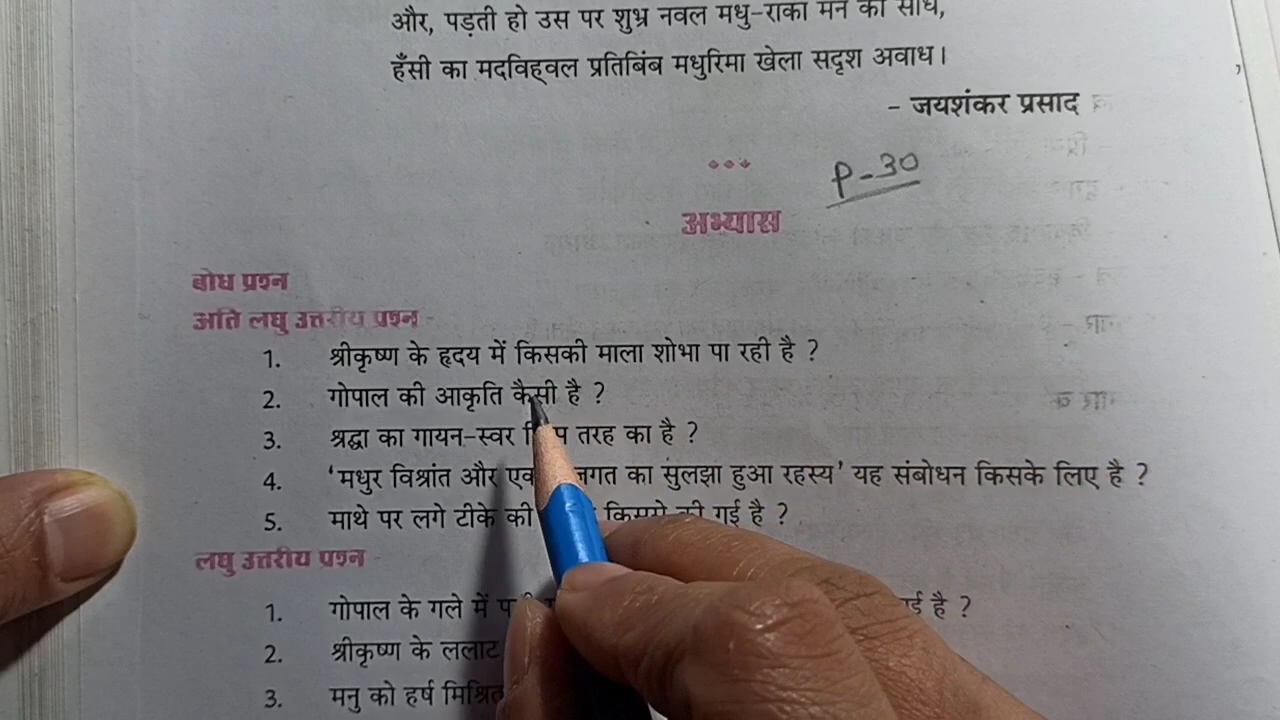 और, पड़ती हो उस पर शुभ्र नवल मधु-राका मन की साध,
हँसी का मदविह्वल प्रतिबिंब मधुरिमा खेला सदृश अवाध।
- जयशंकर प्रसाद
P-30
अभ्यास
बोध प्रश्न
अति लघु उत्तरीय प्रश्न -
1. श्रीकृष्ण के हृदय में किसकी माला शोभा पा रही है ?
2. गोपाल की आकृति कैसी है ?
3. श्रद्धा का गायन-स्वर तरह का है ?
4. 'मधुर विश्रांत और जगत का सुलझा हुआ रहस्य' यह संबोधन किसके लिए है ?
5. माथे पर लगे टीके की किससे की गई है ?
लघु उत्तरीय प्रश्न -
1. गोपाल के गले में है ?
2. श्रीकृष्ण के ललाट
3. मनु को हर्ष मिश्रित